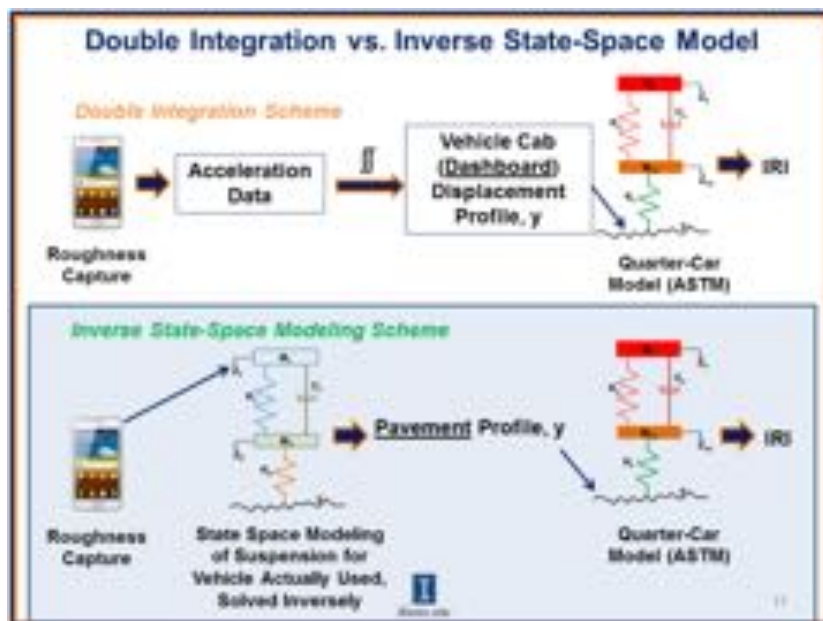 Double Integration vs. Inverse State-Space Model
Double Integration Scheme
Roughness
Capture
Acceleration
Data
∬
Vehicle Cab
(Dashboard)
Displacement
Profile, y
Quarter-Car
Model (ASTM)
IRI
Inverse State-Space Modeling Scheme
Roughness
Capture
State Space Modeling
of Suspension for
Vehicle Actually Used,
Solved Inversely
Pavement Profile, y
Quarter-Car
Model (ASTM)
IRI
I